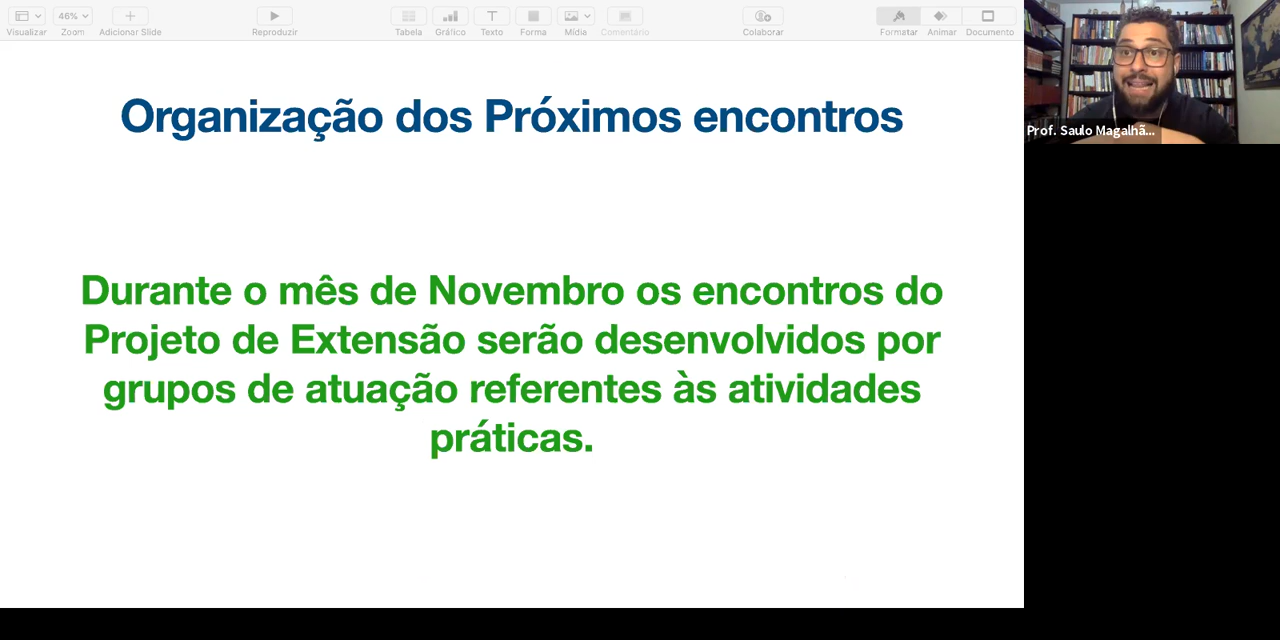 Visualizar
46%
Zoom
Adicionar Slide
Reproduzir
Tabela
Gráfico
Texto
Forma
Mídia
Comentário
Colaborar
Formatar
Animar
Documento
Prof. Saulo Magalhã...
Organização dos Próximos encontros
Durante o mês de Novembro os encontros do
Projeto de Extensão serão desenvolvidos por
grupos de atuação referentes às atividades
práticas.